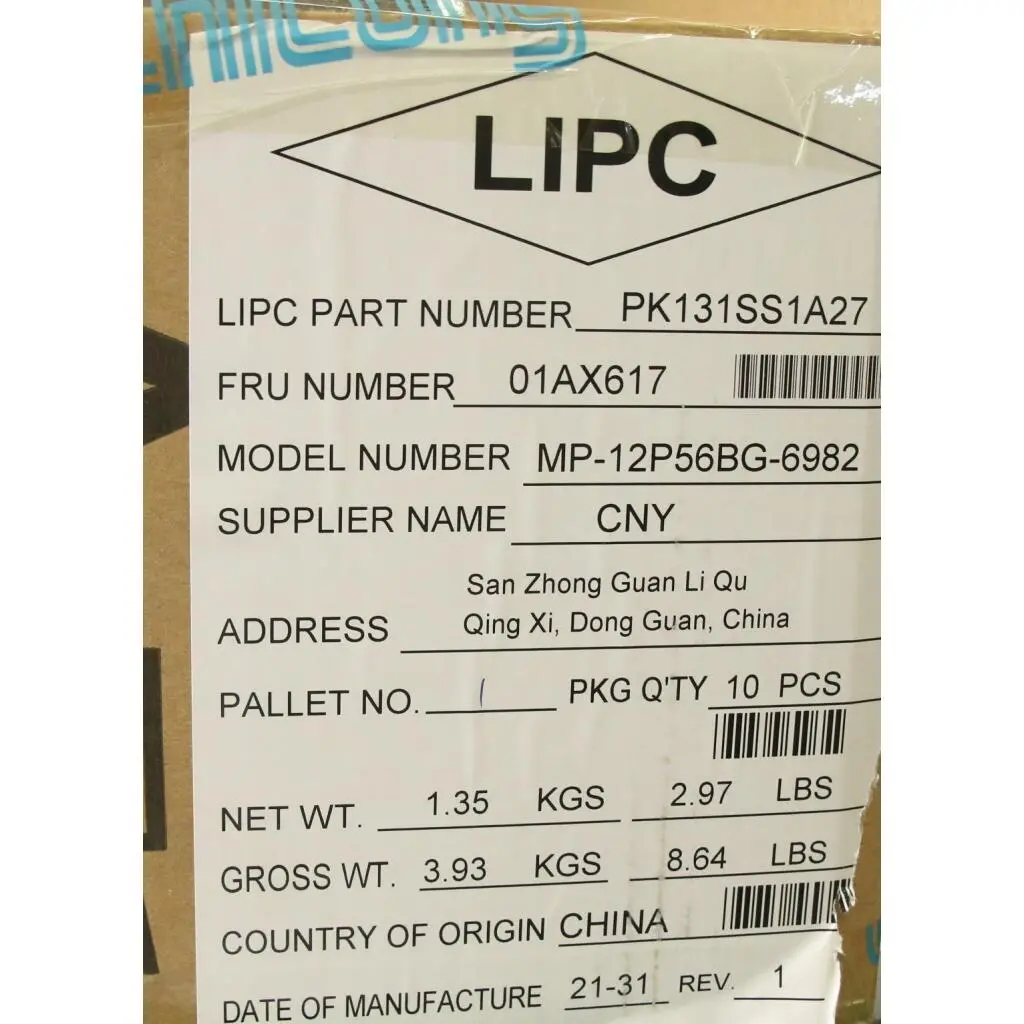 LIPC
LIPC PART NUMBER PK131SS1A27
FRU NUMBER 01AX617
MODEL NUMBER MP-12P56BG-6982
SUPPLIER NAME CNY
San Zhong Guan Li Qu
ADDRESS Qing Xi, Dong Guan, China
PALLET NO. 1 PKG Q'TY 10 PCS
NET WT. 1.35 KGS 2.97 LBS
GROSS WT. 3.93 KGS 8.64 LBS
COUNTRY OF ORIGIN CHINA
DATE OF MANUFACTURE 21-31 REV. 1